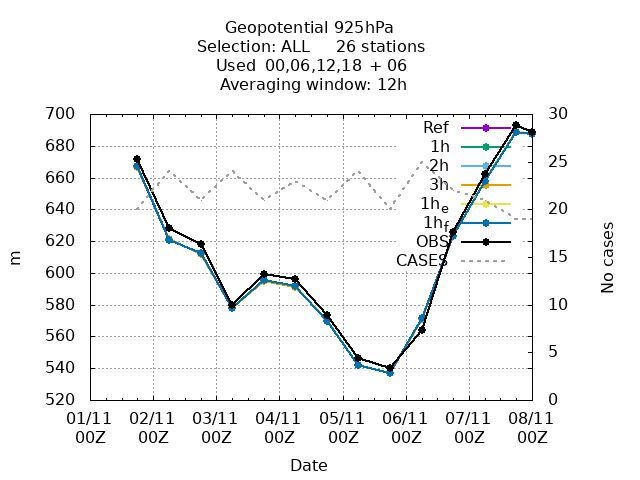 Geopotential 925hPa
Selection: ALL 26 stations
Used 00,06,12,18 + 06
Averaging window: 12h
700
680
660
640
620
600
580
560
540
520
m
30
25
20
15
10
5
0
No cases
Ref
1h
2h
3h
1he
1hf
OBS
CASES
01/11 02/11 03/11 04/11 05/11 06/11 07/11 08/11
00Z 00Z 00Z 00Z 00Z 00Z 00Z 00Z
Date